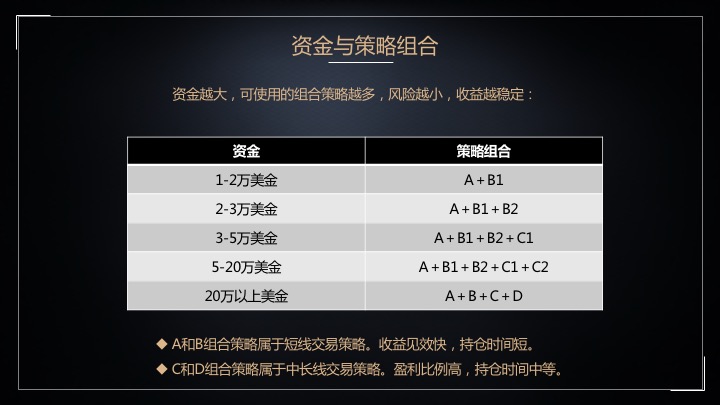 资金与策略组合
资金越大，可使用的组合策略越多，风险越小，收益越稳定：
资金 策略组合
1-2万美金 A+B1
2-3万美金 A+B1+B2
3-5万美金 A+B1+B2+C1
5-20万美金 A+B1+B2+C1+C2
20万以上美金 A+B+C+D
◆ A和B组合策略属于短线交易策略。收益见效快，持仓时间短。
◆ C和D组合策略属于中长线交易策略。盈利比例高，持仓时间中等。